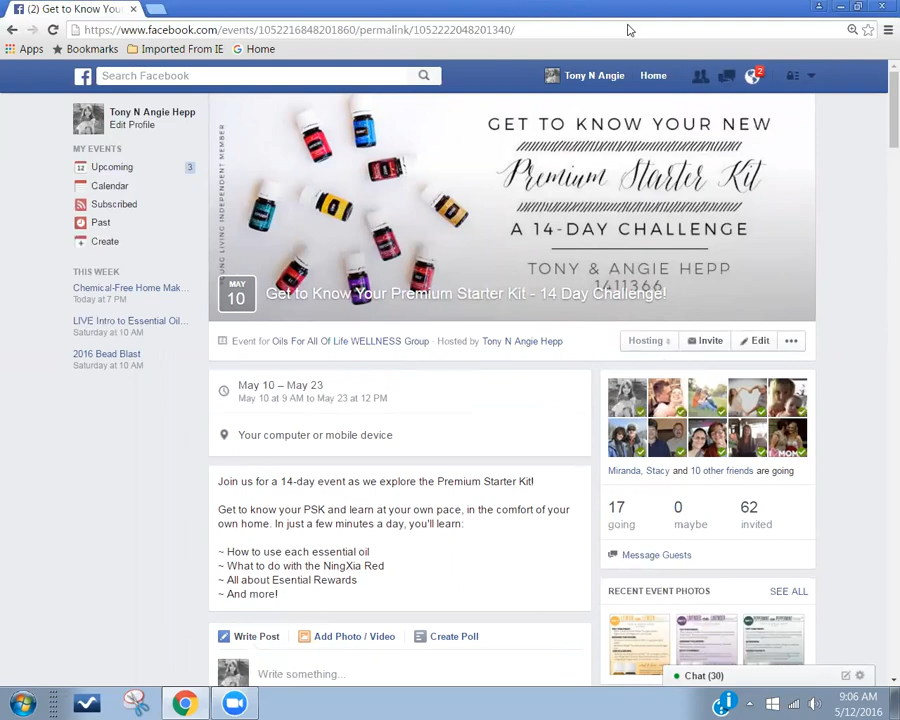 (2) Get to Know You
https://www.facebook.com/events/1052216848201860/permalink/1052222048201340/
Apps Bookmarks Imported From IE Home
Search Facebook
Tony N Angie Home 2
Tony N Angie Hepp
Edit Profile
MY EVENTS
12 Upcoming 3
Calendar
Subscribed
Past
Create
THIS WEEK
Chemical-Free Home Mak...
Today at 7 PM
LIVE Intro to Essential Oil...
Saturday at 10 AM
2016 Bead Blast
Saturday at 10 AM
YOUNG LIVING INDEPENDENT MEMBER
GET TO KNOW YOUR NEW
Premium Starter Kit
A 14-DAY CHALLENGE
TONY & ANGIE HEPP
1411366
MAY
10
Get to Know Your Premium Starter Kit - 14 Day Challenge!
Event for Oils For All Of Life WELLNESS Group · Hosted by Tony N Angie Hepp
Hosting Invite Edit
May 10 – May 23
May 10 at 9 AM to May 23 at 12 PM
Your computer or mobile device
Join us for a 14-day event as we explore the Premium Starter Kit!
Get to know your PSK and learn at your own pace, in the comfort of your
own home. In just a few minutes a day, you'll learn:
~ How to use each essential oil
~ What to do with the NingXia Red
~ All about Esential Rewards
~ And more!
Write Post Add Photo / Video Create Poll
Write something...
MOM
Miranda, Stacy and 10 other friends are going
17 0 62
going maybe invited
Message Guests
RECENT EVENT PHOTOS SEE ALL
Chat (30)
9:06 AM
5/12/2016